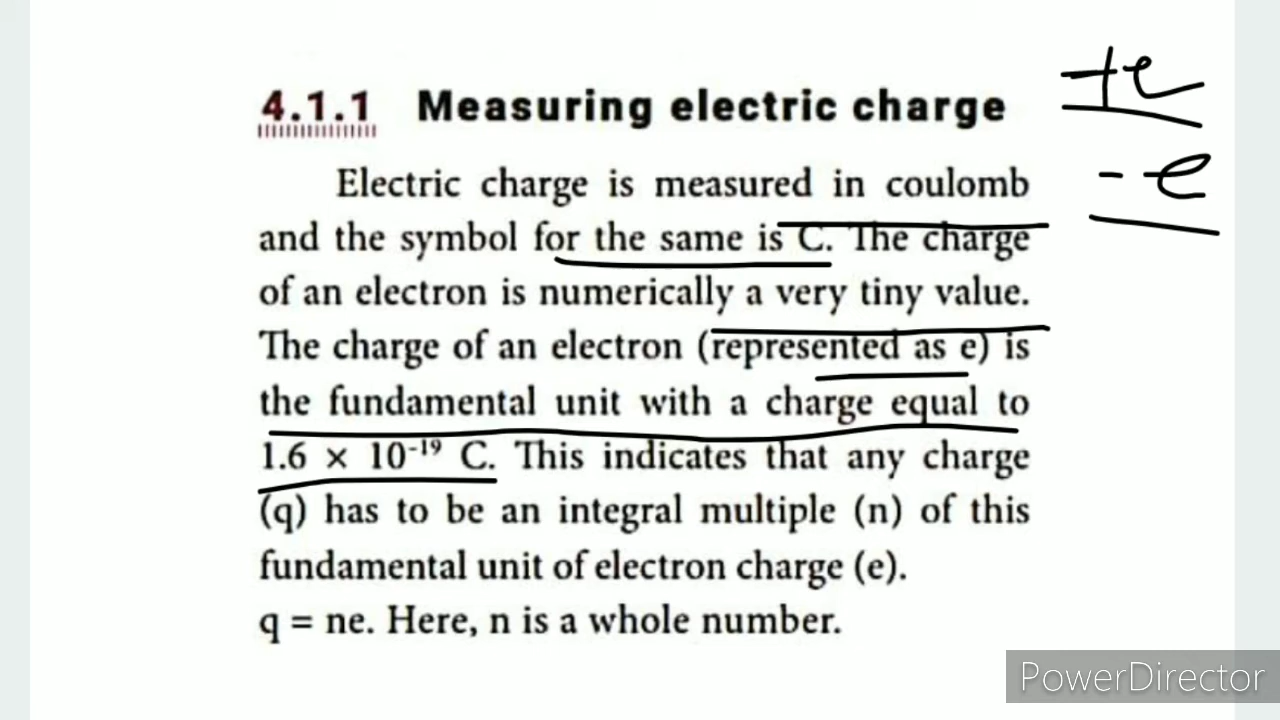 4.1.1 Measuring electric charge
+e
-e
Electric charge is measured in coulomb
and the symbol for the same is C. The charge
of an electron is numerically a very tiny value.
The charge of an electron (represented as e) is
the fundamental unit with a charge equal to
1.6 × 10⁻¹⁹ C. This indicates that any charge
(q) has to be an integral multiple (n) of this
fundamental unit of electron charge (e).
q = ne. Here, n is a whole number.
PowerDirector